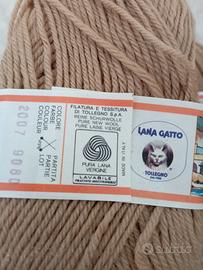 COLORE
FARBE
COLOUR
COULEUR
2007
PARTITA
PARTIE
LOT
FILATURA E TESSITURA
DI TOLLEGNO S.p.A.
REINE SCHURWOLLE
PURE NEW WOOL
PURE LAINE VIERGE
PURA LANA
VERGINE
LAVABILE
MADE IN ITALY
LANA GATTO
TOLLEGNO